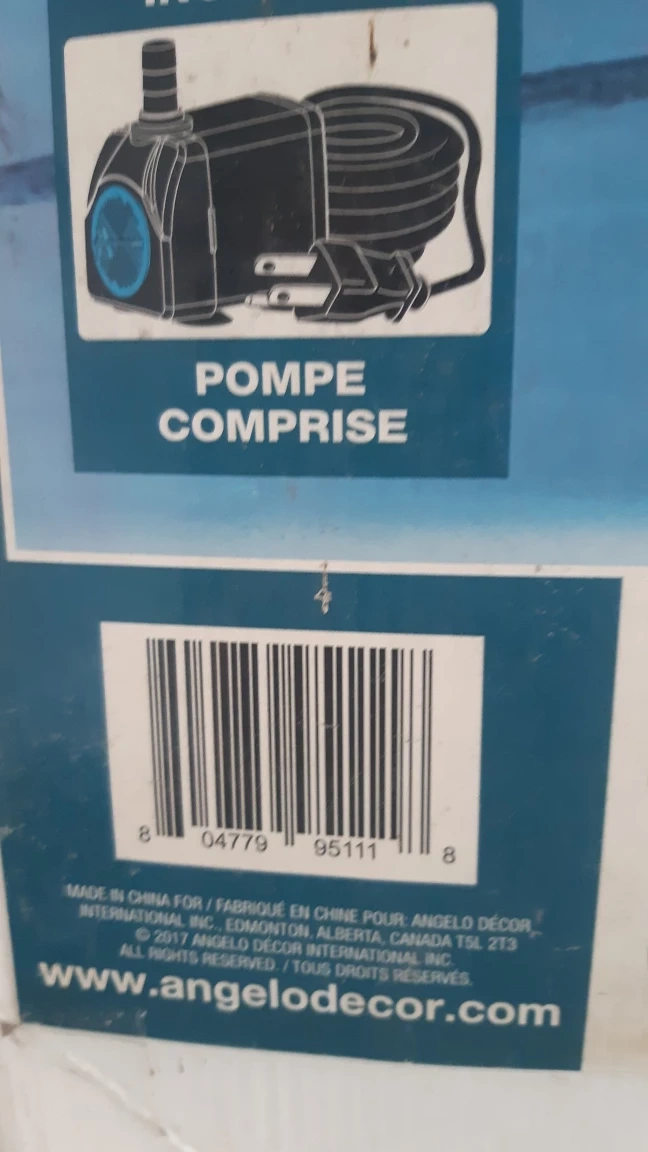 POMPE
COMPRISE
8 04779 95111 8
MADE IN CHINA FOR / FABRIQUÉ EN CHINE POUR: ANGELO DÉCOR
INTERNATIONAL INC., EDMONTON, ALBERTA, CANADA T5L 2T3
© 2017 ANGELO DÉCOR INTERNATIONAL INC.
ALL RIGHTS RESERVED. / TOUS DROITS RÉSERVÉS.
www.angelodecor.com